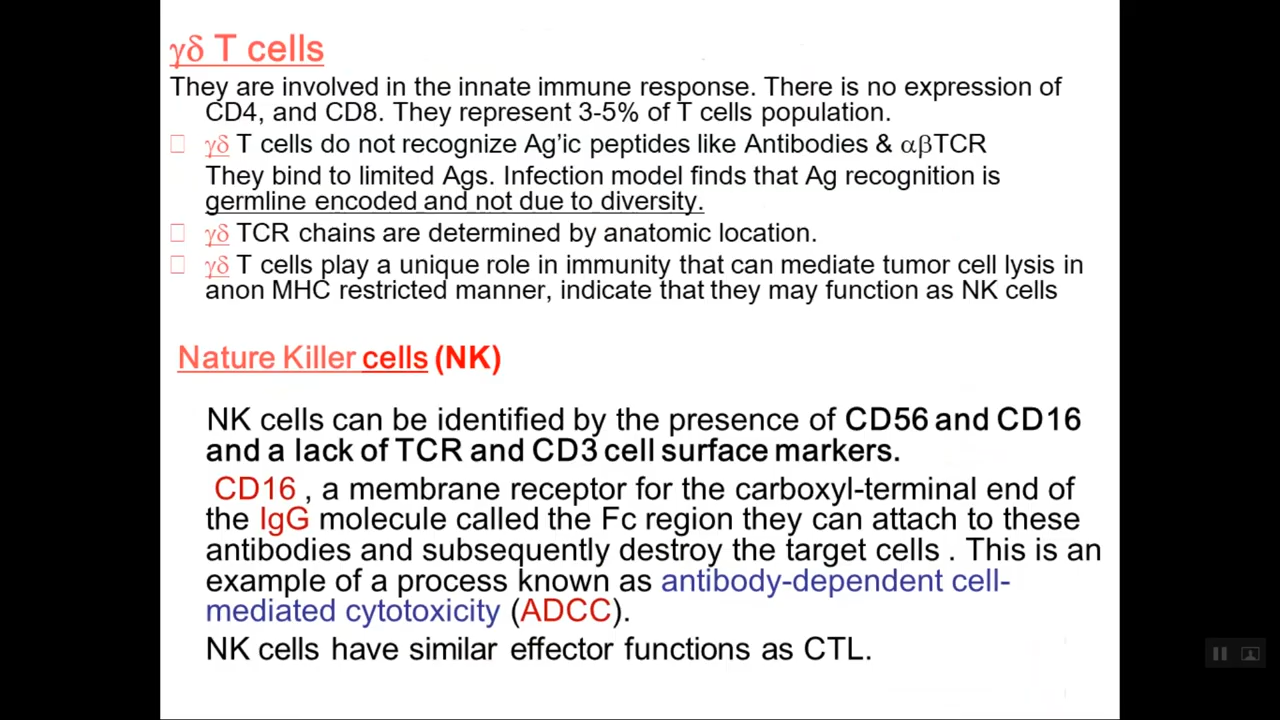 γδ T cells
They are involved in the innate immune response. There is no expression of
CD4, and CD8. They represent 3-5% of T cells population.
γδ T cells do not recognize Ag'ic peptides like Antibodies & αβTCR
They bind to limited Ags. Infection model finds that Ag recognition is
germline encoded and not due to diversity.
γδ TCR chains are determined by anatomic location.
γδ T cells play a unique role in immunity that can mediate tumor cell lysis in
anon MHC restricted manner, indicate that they may function as NK cells
Nature Killer cells (NK)
NK cells can be identified by the presence of CD56 and CD16
and a lack of TCR and CD3 cell surface markers.
CD16 , a membrane receptor for the carboxyl-terminal end of
the IgG molecule called the Fc region they can attach to these
antibodies and subsequently destroy the target cells . This is an
example of a process known as antibody-dependent cell-
mediated cytotoxicity (ADCC).
NK cells have similar effector functions as CTL.